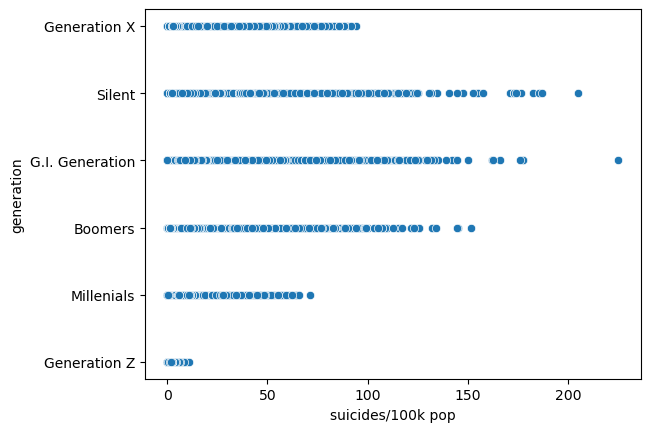 Generation X
Silent
G.I. Generation
Boomers
Millenials
Generation Z
generation
0 50 100 150 200
suicides/100k pop